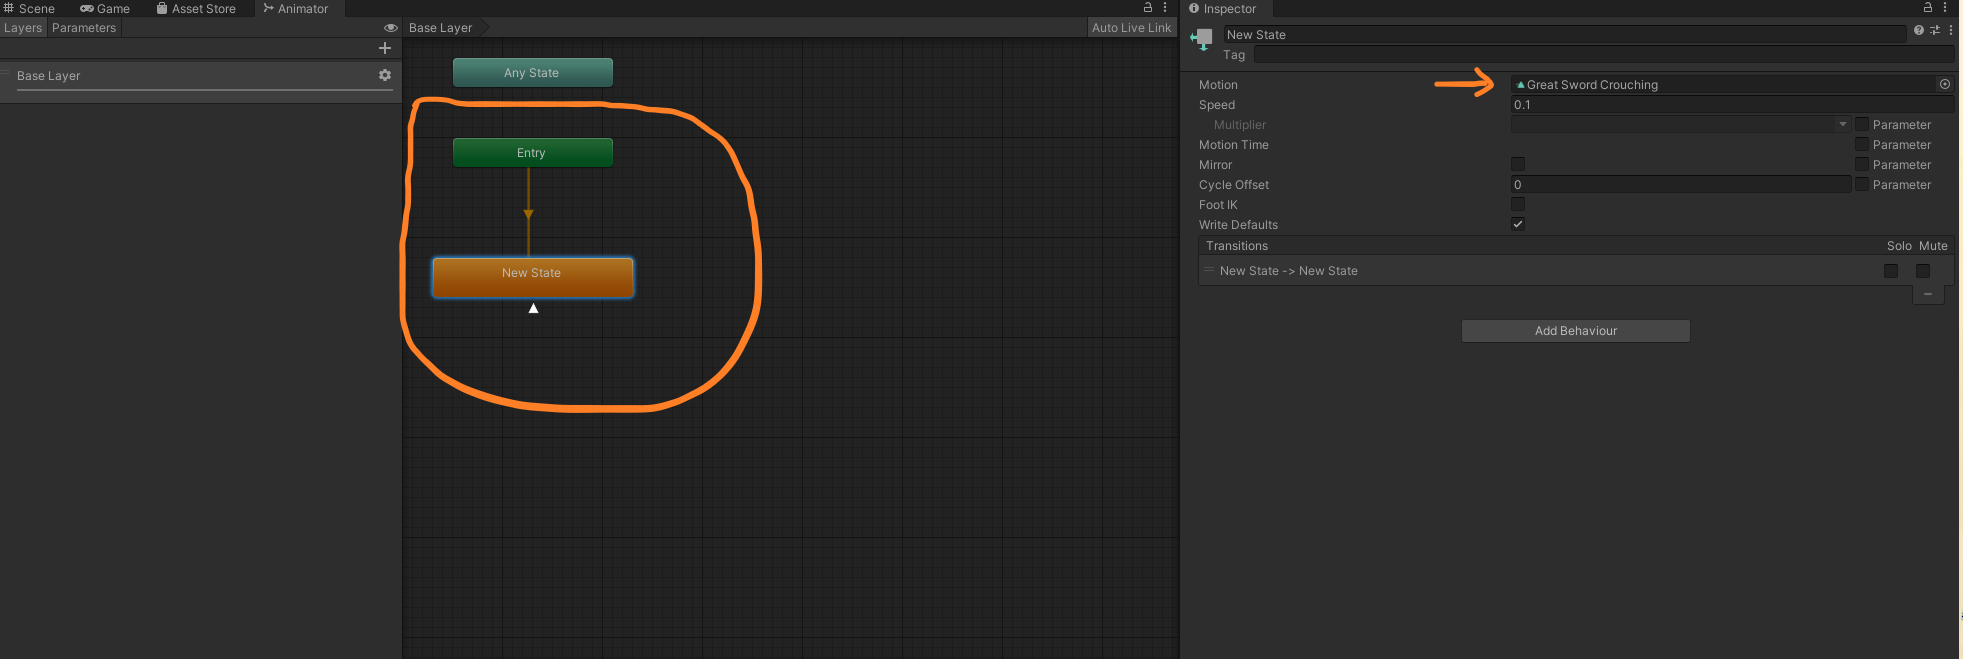 Scene Game Asset Store Animator
Layers Parameters
Base Layer
Auto Live Link
Base Layer
Any State
Entry
New State
Inspector
New State
Tag
Motion Great Sword Crouching
Speed 0.1
Multiplier Parameter
Motion Time Parameter
Mirror Parameter
Cycle Offset 0 Parameter
Foot IK
Write Defaults
Transitions Solo Mute
New State -> New State
Add Behaviour